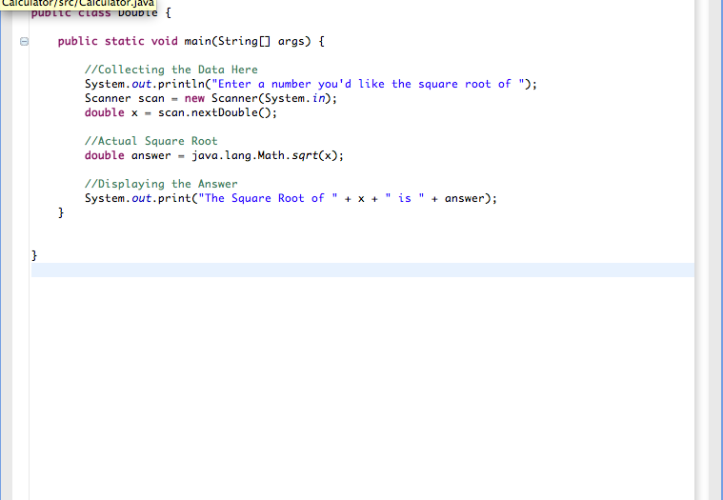 Calculator/src/Calculator.java
public class Double {
public static void main(String[] args) {
//Collecting the Data Here
System.out.println("Enter a number you'd like the square root of ");
Scanner scan = new Scanner(System.in);
double x = scan.nextDouble();
//Actual Square Root
double answer = java.lang.Math.sqrt(x);
//Displaying the Answer
System.out.print("The Square Root of " + x + " is " + answer);
}
}